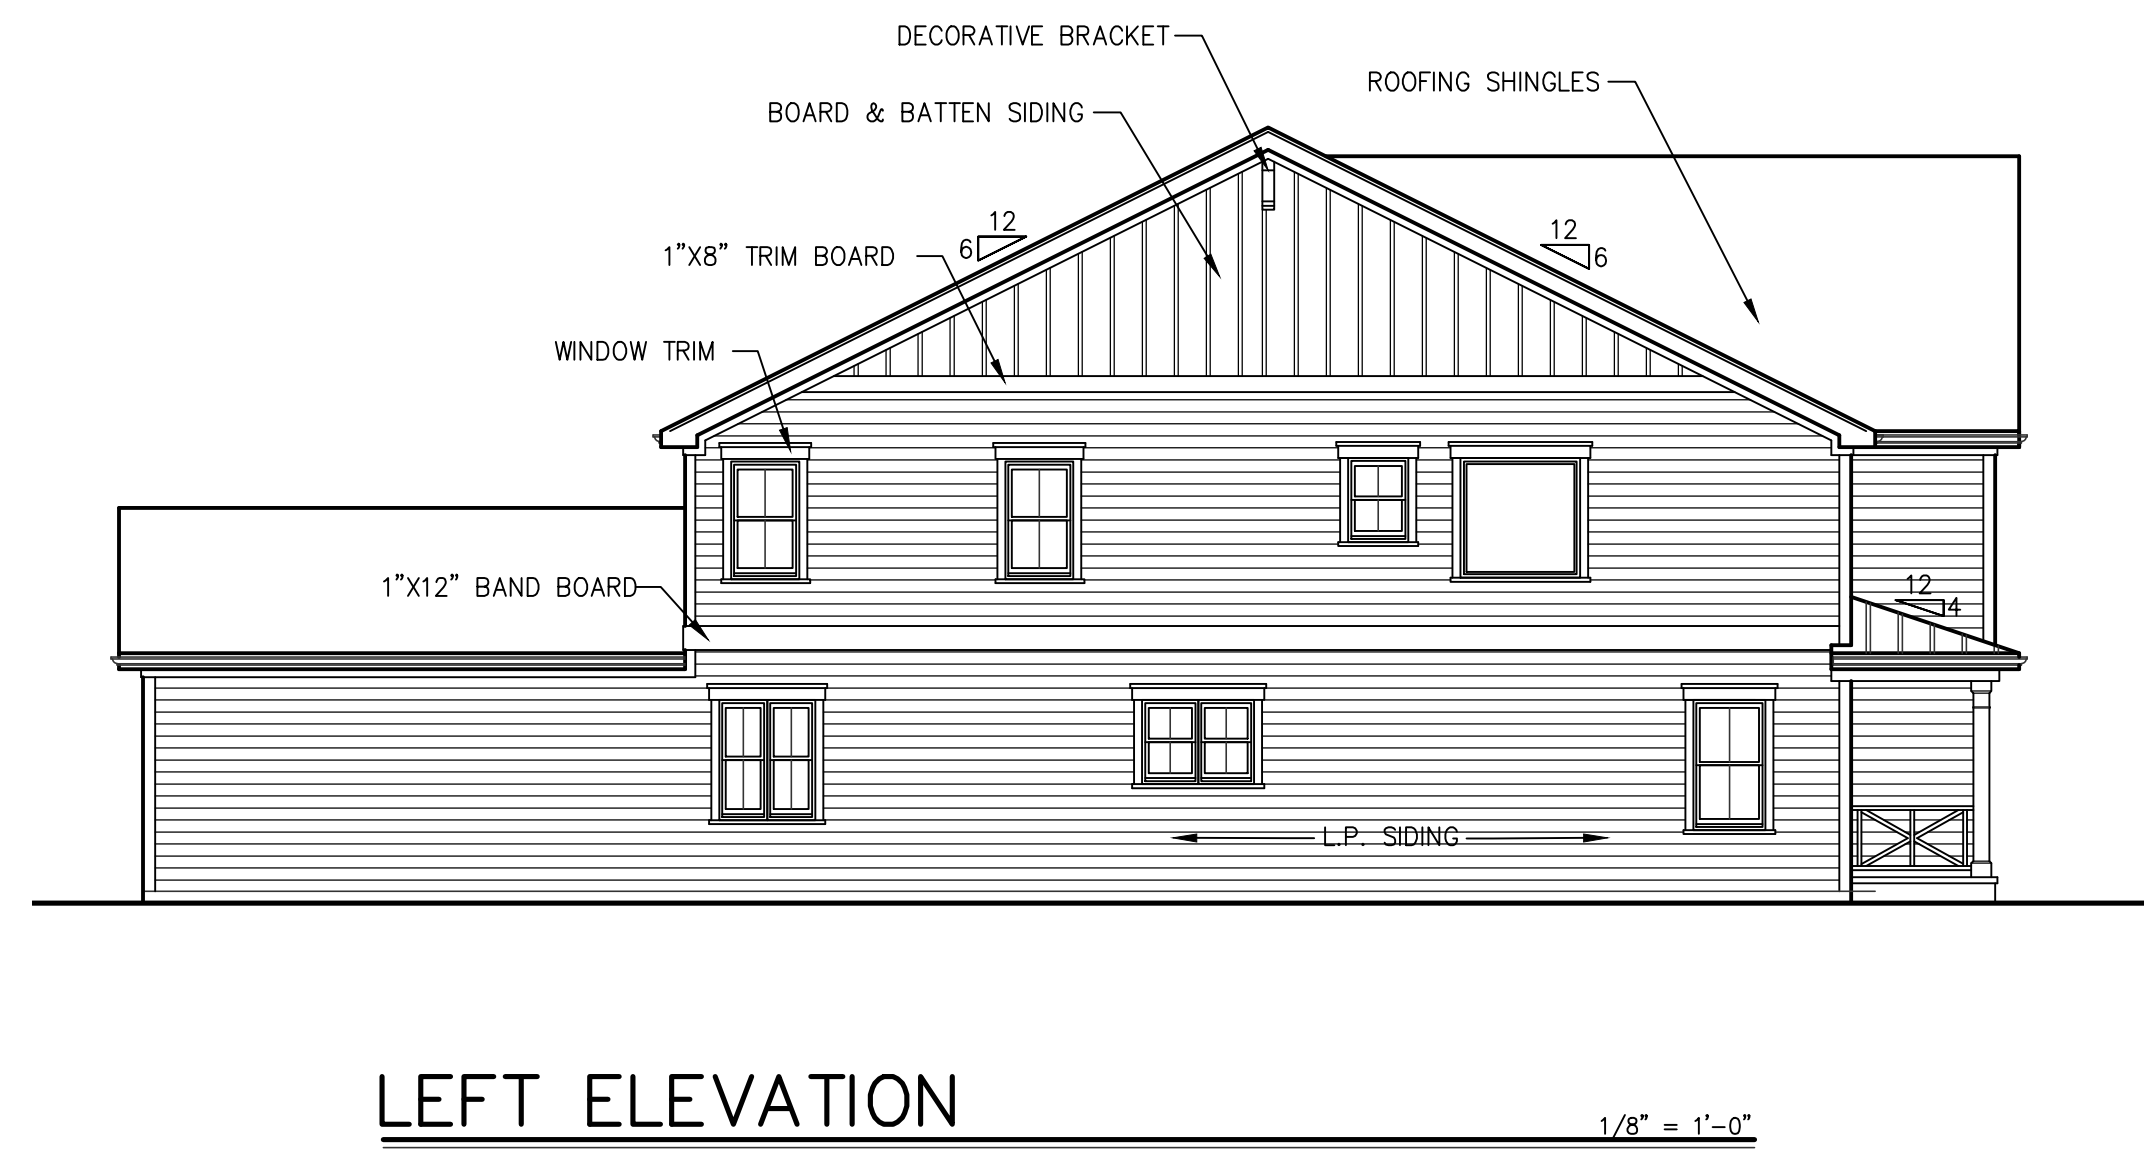 DECORATIVE BRACKET
ROOFING SHINGLES
BOARD & BATTEN SIDING
12
6
12
6
1”X8” TRIM BOARD
WINDOW TRIM
1”X12” BAND BOARD
12
4
L.P. SIDING
LEFT ELEVATION
1/8” = 1’-0”